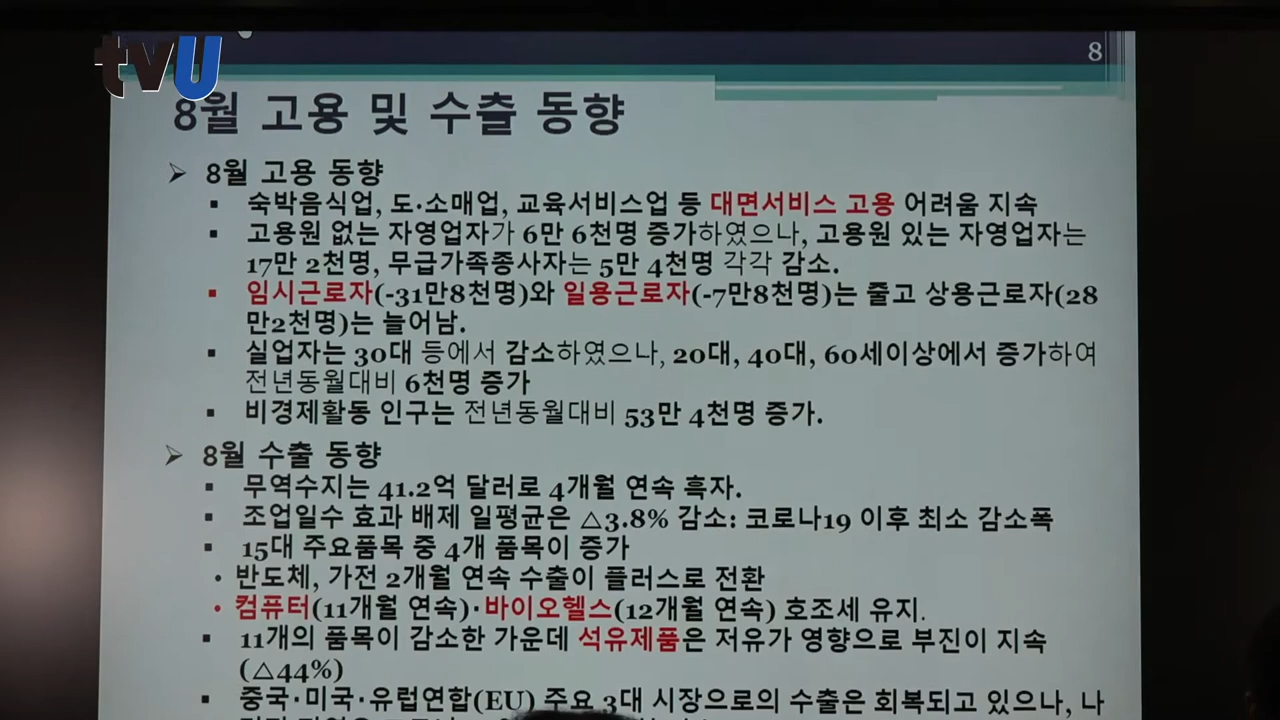 tvU
8
8월 고용 및 수출 동향
➢ 8월 고용 동향
▪ 숙박음식업, 도·소매업, 교육서비스업 등 대면서비스 고용 어려움 지속
▪ 고용원 없는 자영업자가 6만 6천명 증가하였으나, 고용원 있는 자영업자는
17만 2천명, 무급가족종사자는 5만 4천명 각각 감소.
▪ 임시근로자(-31만8천명)와 일용근로자(-7만8천명)는 줄고 상용근로자(28
만2천명)는 늘어남.
▪ 실업자는 30대 등에서 감소하였으나, 20대, 40대, 60세이상에서 증가하여
전년동월대비 6천명 증가
▪ 비경제활동 인구는 전년동월대비 53만 4천명 증가.
➢ 8월 수출 동향
▪ 무역수지는 41.2억 달러로 4개월 연속 흑자.
▪ 조업일수 효과 배제 일평균은 △3.8% 감소: 코로나19 이후 최소 감소폭
▪ 15대 주요품목 중 4개 품목이 증가
• 반도체, 가전 2개월 연속 수출이 플러스로 전환
• 컴퓨터(11개월 연속)·바이오헬스(12개월 연속) 호조세 유지.
▪ 11개의 품목이 감소한 가운데 석유제품은 저유가 영향으로 부진이 지속
(△44%)
▪ 중국·미국·유럽연합(EU) 주요 3대 시장으로의 수출은 회복되고 있으나, 나